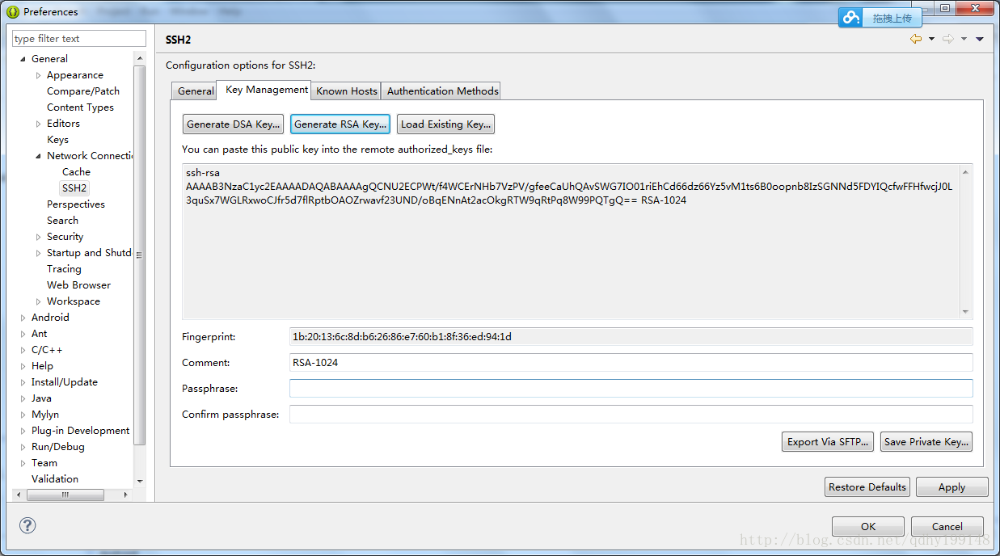 Preferences
拖拽上传
type filter text
General
Appearance
Compare/Patch
Content Types
Editors
Keys
Network Connecti
Cache
SSH2
Perspectives
Search
Security
Startup and Shutd
Tracing
Web Browser
Workspace
Android
Ant
C/C++
Help
Install/Update
Java
Mylyn
Plug-in Development
Run/Debug
Team
Validation
SSH2
Configuration options for SSH2:
General Key Management Known Hosts Authentication Methods
Generate DSA Key... Generate RSA Key... Load Existing Key...
You can paste this public key into the remote authorized_keys file:
ssh-rsa
AAAAB3NzaC1yc2EAAAADAQABAAAAgQCNU2ECPWt/f4WCErNHb7VzPV/gfeeCaUhQAvSWG7IO01riEhCd66dz66Yz5vM1ts6B0oopnb8IzSGNNd5FDYIQcfwFFHfwcjJ0L
3quSx7WGLRxwoCJfr5d7flRptbOAOZrwavf23UND/oBqENnAt2acOkgRTW9qRtPq8W99PQTgQ== RSA-1024
Fingerprint: 1b:20:13:6c:8d:b6:26:86:e7:60:b1:8f:36:ed:94:1d
Comment: RSA-1024
Passphrase:
Confirm passphrase:
Export Via SFTP... Save Private Key...
Restore Defaults Apply
OK Cancel
http://blog.csdn.net/qdhy199148